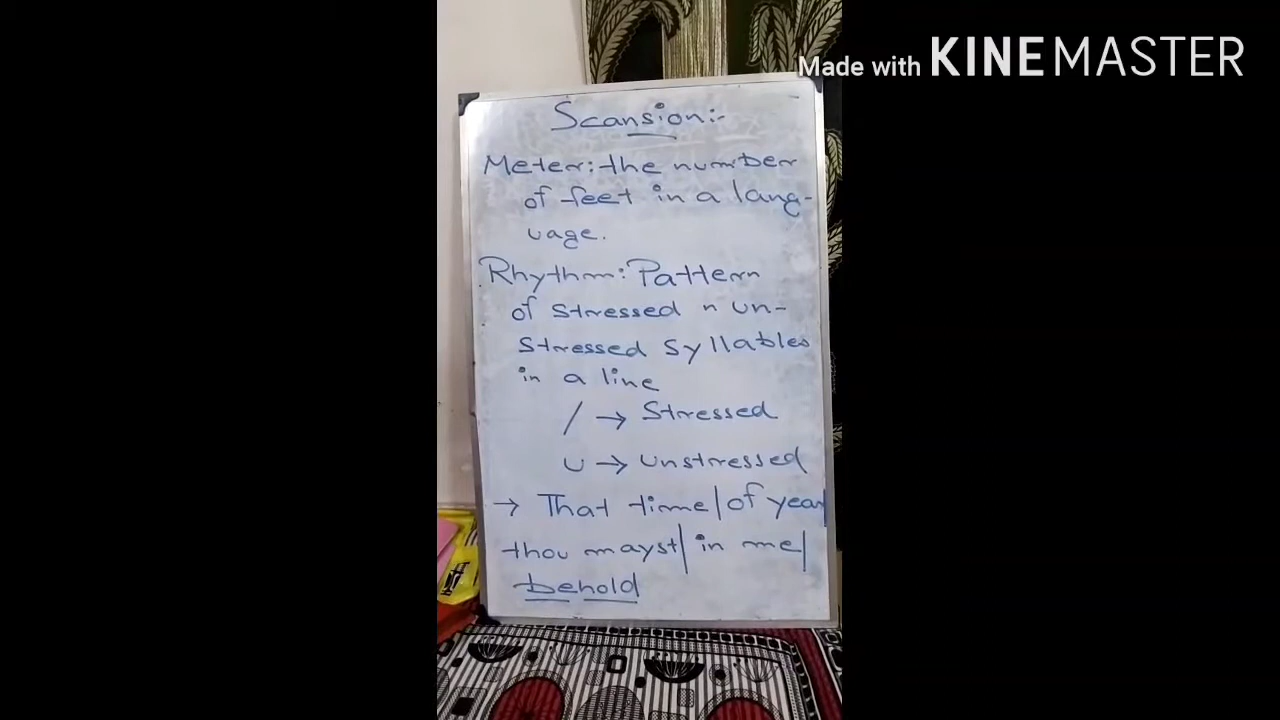 Made with KINEMASTER
Scansion:-
Meter: the number
of feet in a lang-
uage.
Rhythm: Pattern
of stressed n un-
stressed syllables
in a line
/ → Stressed
∪ → unstressed
→ That time|of year|
thou mayst|in me|
behold